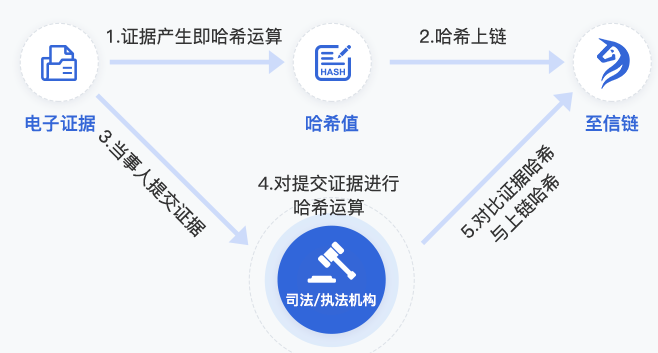 1.证据产生即哈希运算
2.哈希上链
HASH
电子证据
哈希值
至信链
3.当事人提交证据
4.对提交证据进行
哈希运算
5.对比证据哈希
与上链哈希
司法/执法机构